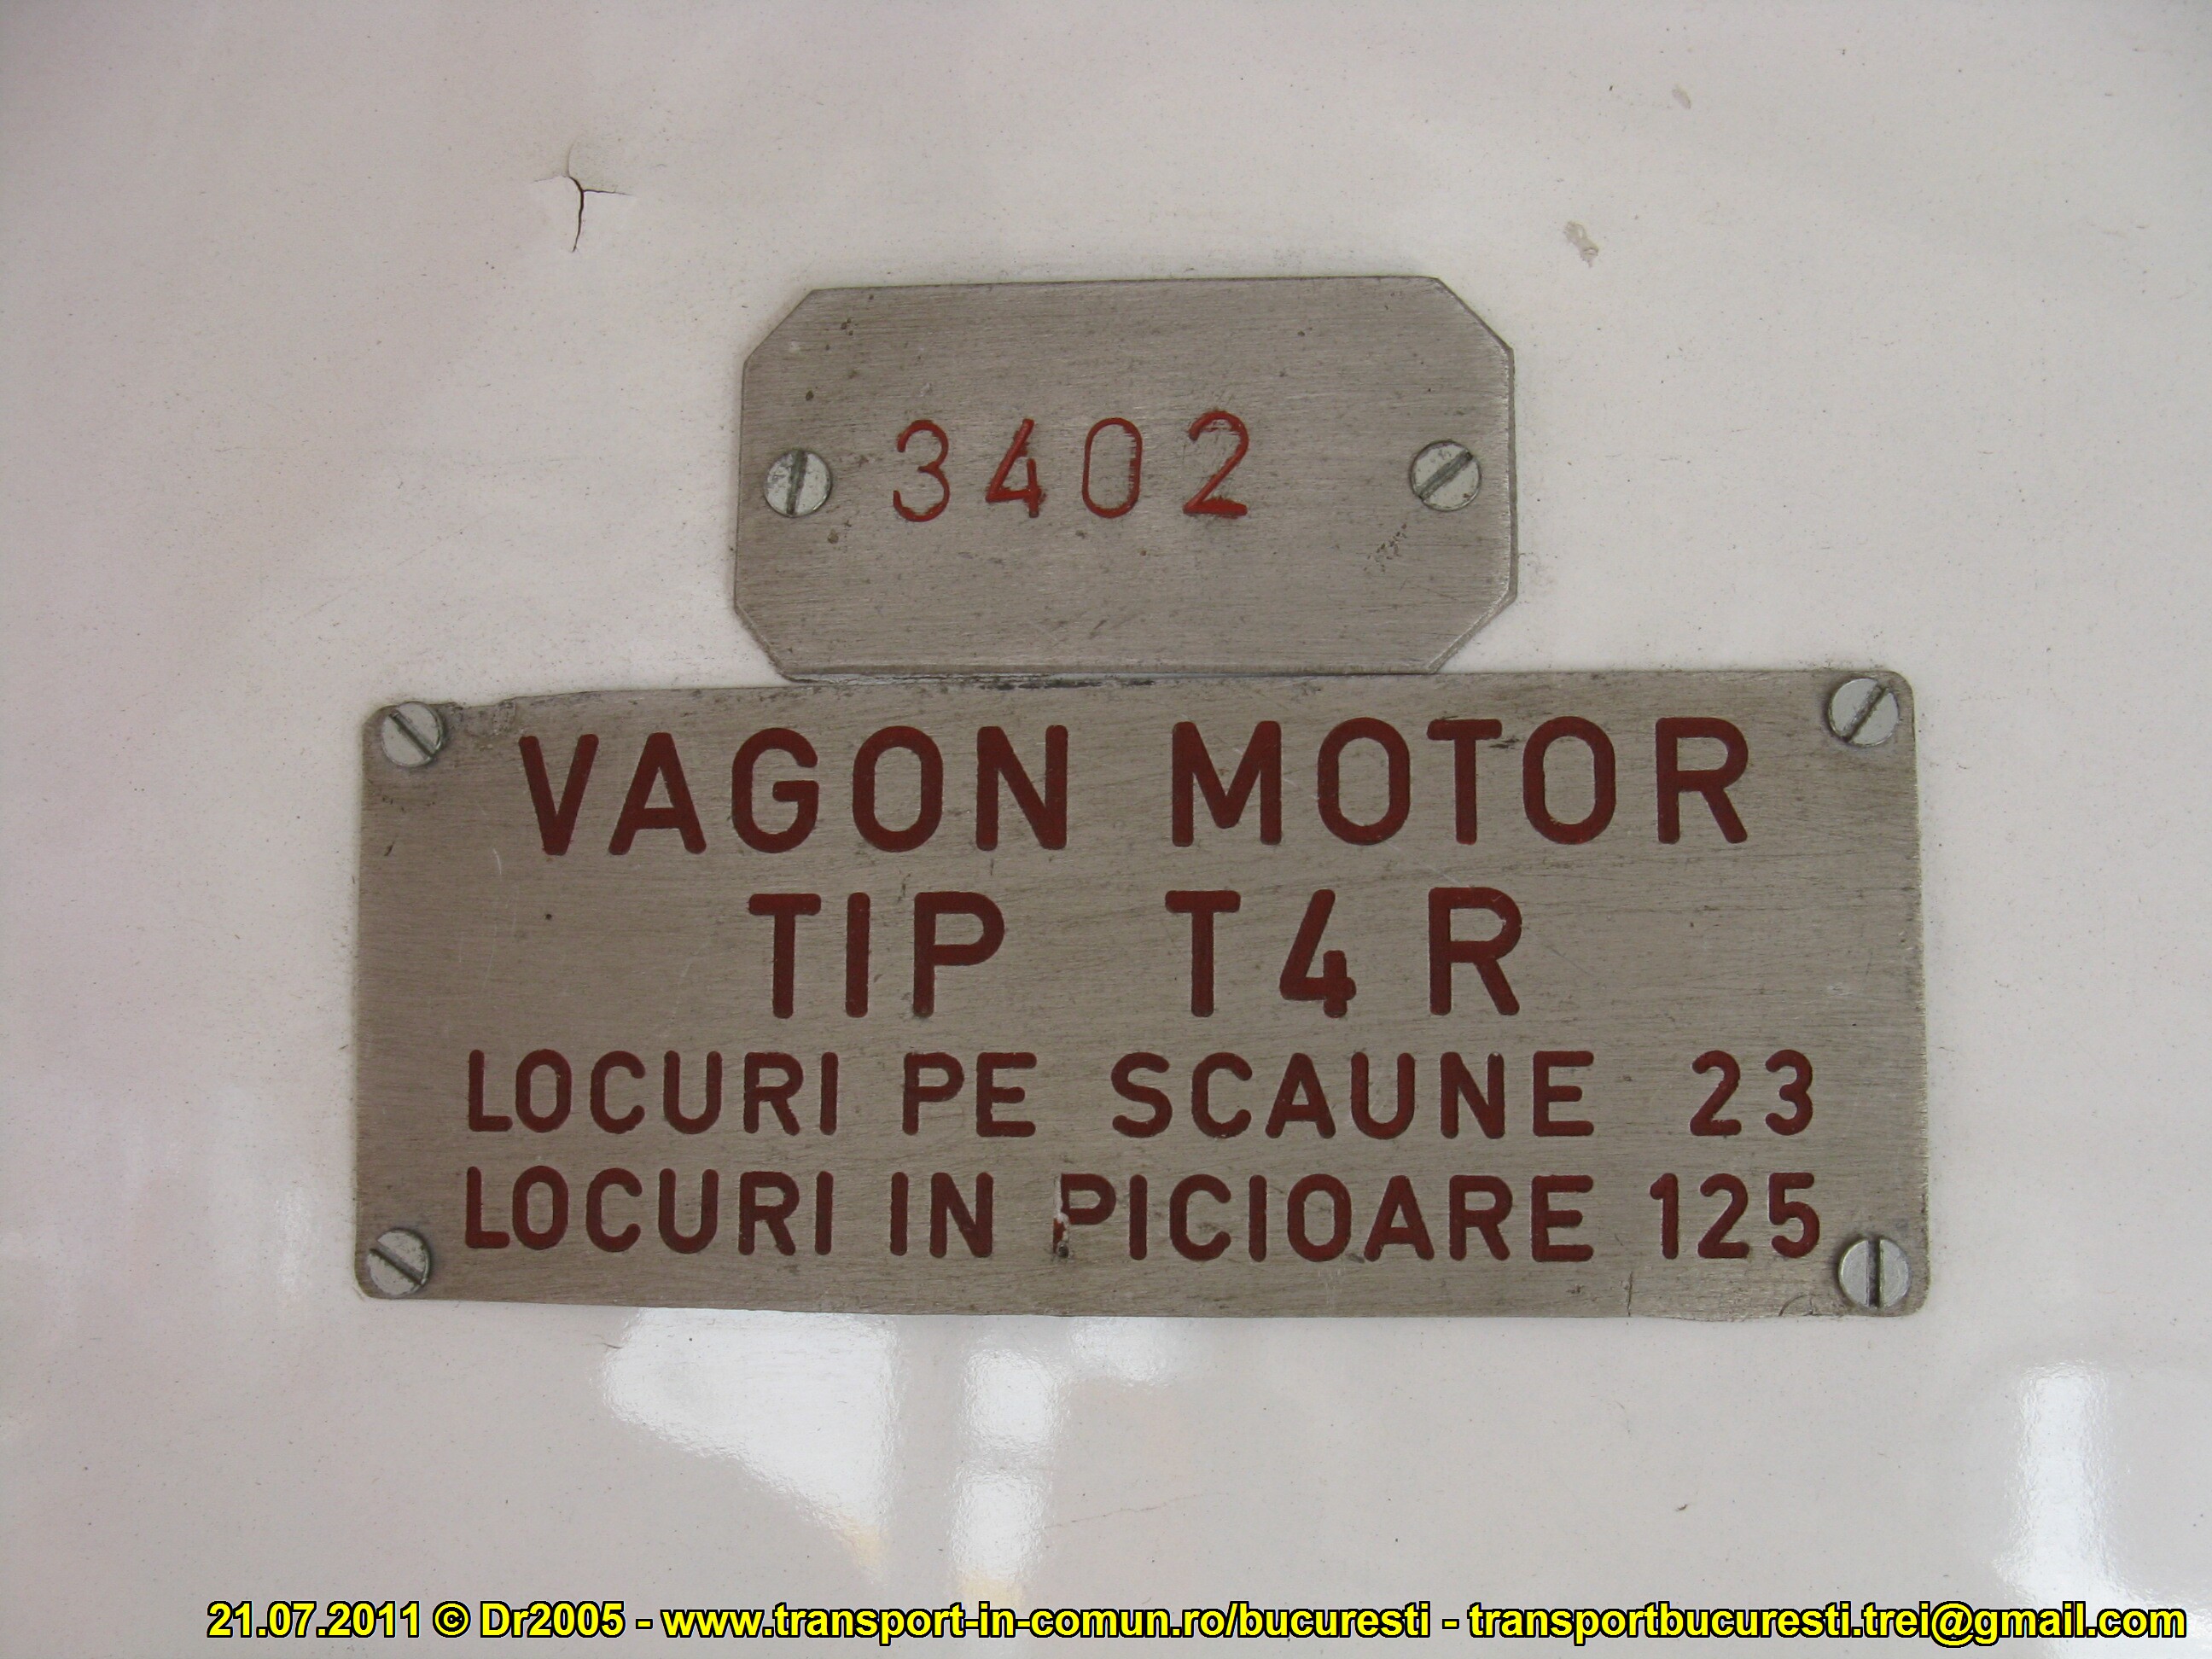 3402
VAGON MOTOR
TIP T4R
LOCURI PE SCAUNE 23
LOCURI IN PICIOARE 125
21.07.2011 © Dr2005 - www.transport-in-comun.ro/bucuresti - transportbucuresti.trei@gmail.com